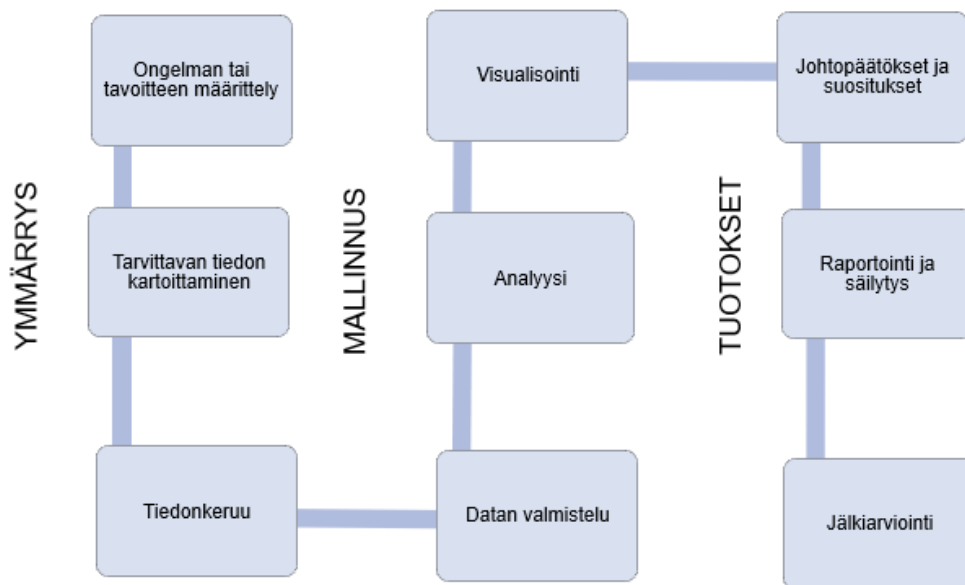 YMMÄRRYS
Ongelman tai
tavoitteen määrittely
Tarvittavan tiedon
kartoittaminen
Tiedonkeruu
MALLINNUS
Visualisointi
Analyysi
Datan valmistelu
TUOTOKSET
Johtopäätökset ja
suositukset
Raportointi ja
säilytys
Jälkiarviointi